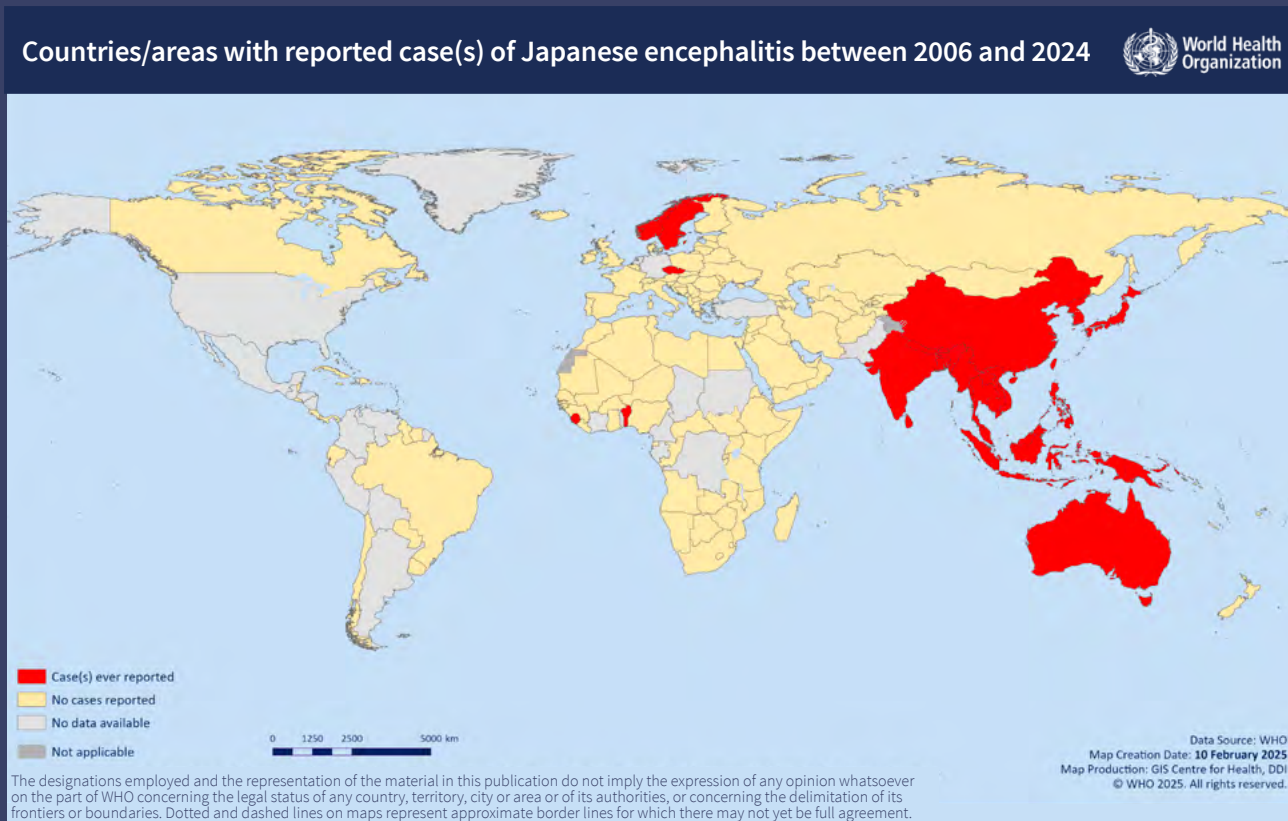 Countries/areas with reported case(s) of Japanese encephalitis between 2006 and 2024
World Health
Organization
Case(s) ever reported
No cases reported
No data available
Not applicable
0 1250 2500 5000 km
Data Source: WHO
Map Creation Date: 10 February 2025
Map Production: GIS Centre for Health, DDI
© WHO 2025. All rights reserved.
The designations employed and the representation of the material in this publication do not imply the expression of any opinion whatsoever
on the part of WHO concerning the legal status of any country, territory, city or area or of its authorities, or concerning the delimitation of its
frontiers or boundaries. Dotted and dashed lines on maps represent approximate border lines for which there may not yet be full agreement.